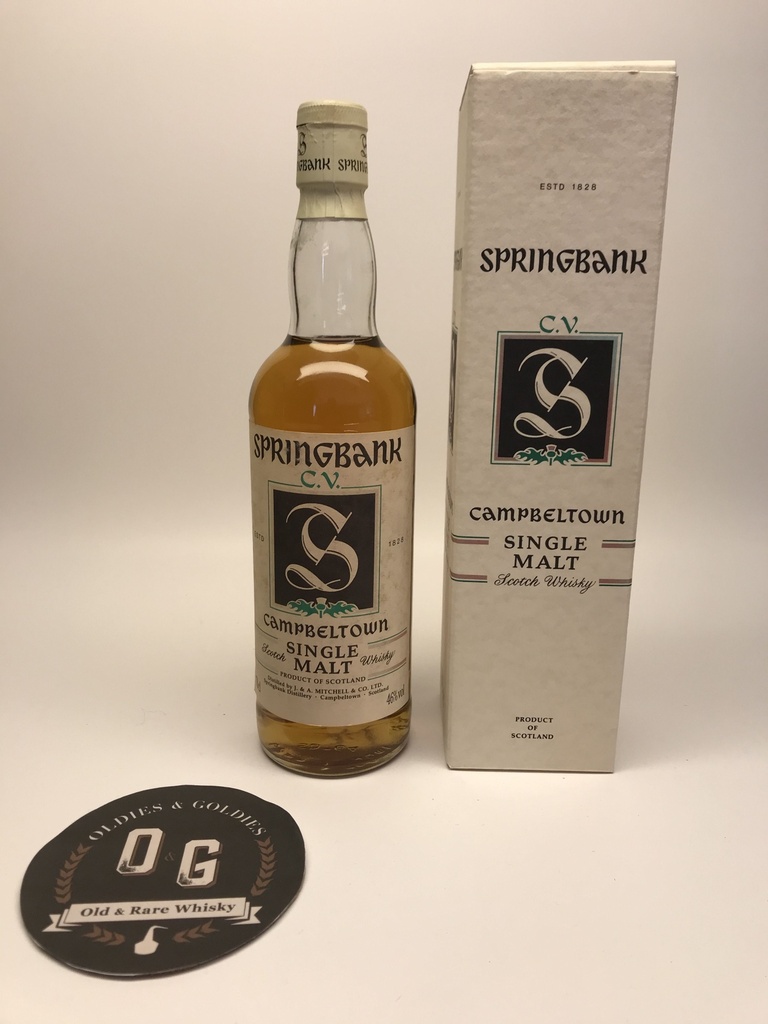 SPRINGBANK
SPRINGBANK
C.V.
S
ESTD 1828
CAMPBELTOWN
SINGLE
Scotch MALT Whisky
PRODUCT OF SCOTLAND
Distilled by J. & A. MITCHELL & CO. LTD.
Springbank Distillery · Campbeltown · Scotland
46%vol
ESTD 1828
SPRINGBANK
C.V.
S
CAMPBELTOWN
SINGLE
MALT
Scotch Whisky
PRODUCT
OF
SCOTLAND
OLDIES & GOLDIES
O & G
Old & Rare Whisky